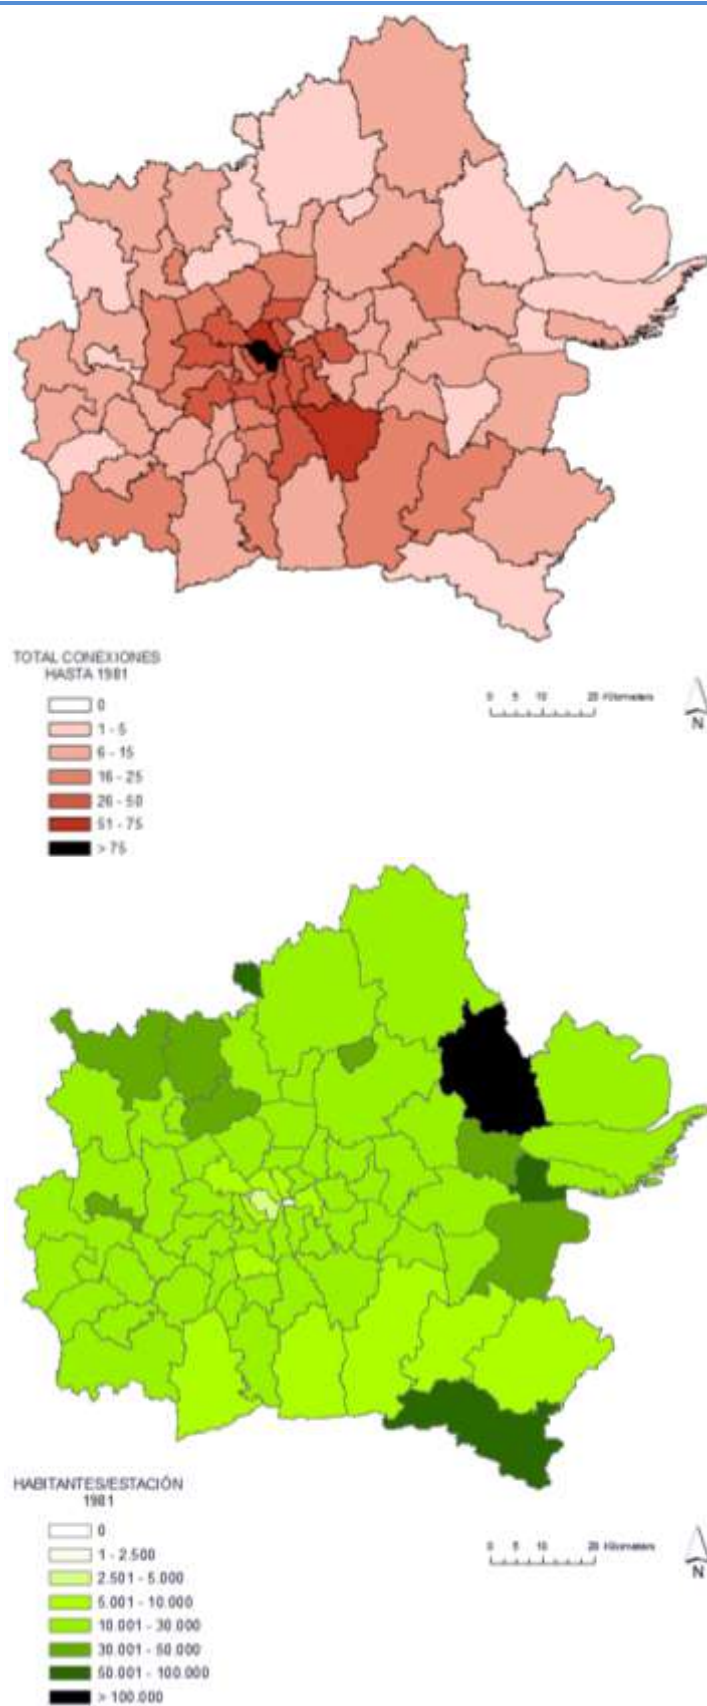 TOTAL CONEXIONES
HASTA 1981
0
1 - 5
6 - 15
16 - 25
26 - 50
51 - 75
> 75
0 5 10 20 Kilometers
N
HABITANTES/ESTACIÓN
1981
0
1 - 2.500
2.501 - 5.000
5.001 - 10.000
10.001 - 30.000
30.001 - 50.000
50.001 - 100.000
> 100.000
0 5 10 20 Kilometers
N